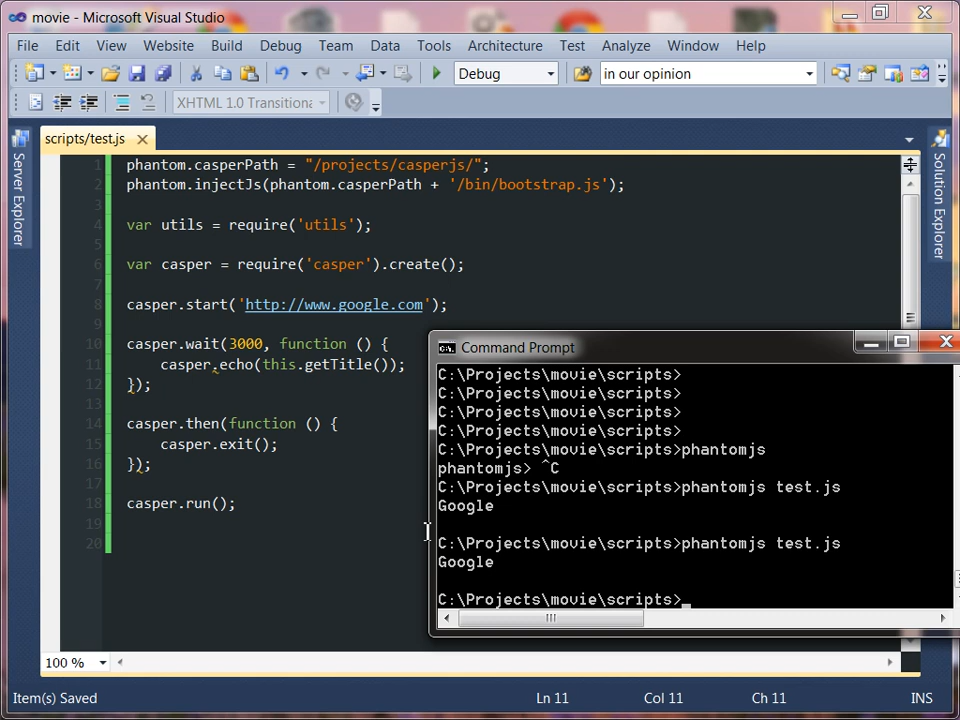 movie - Microsoft Visual Studio
File Edit View Website Build Debug Team Data Tools Architecture Test Analyze Window Help
Debug in our opinion
XHTML 1.0 Transitiona
Server Explorer
scripts/test.js
Solution Explorer
1 phantom.casperPath = "/projects/casperjs/";
2 phantom.injectJs(phantom.casperPath + '/bin/bootstrap.js');
3
4 var utils = require('utils');
5
6 var casper = require('casper').create();
7
8 casper.start('http://www.google.com');
9
10 casper.wait(3000, function () {
11 casper.echo(this.getTitle());
12 });
13
14 casper.then(function () {
15 casper.exit();
16 });
17
18 casper.run();
19
20
Command Prompt
C:\Projects\movie\scripts>
C:\Projects\movie\scripts>
C:\Projects\movie\scripts>
C:\Projects\movie\scripts>
C:\Projects\movie\scripts>phantomjs
phantomjs> ^C
C:\Projects\movie\scripts>phantomjs test.js
Google
C:\Projects\movie\scripts>phantomjs test.js
Google
C:\Projects\movie\scripts>_
100 %
Item(s) Saved Ln 11 Col 11 Ch 11 INS